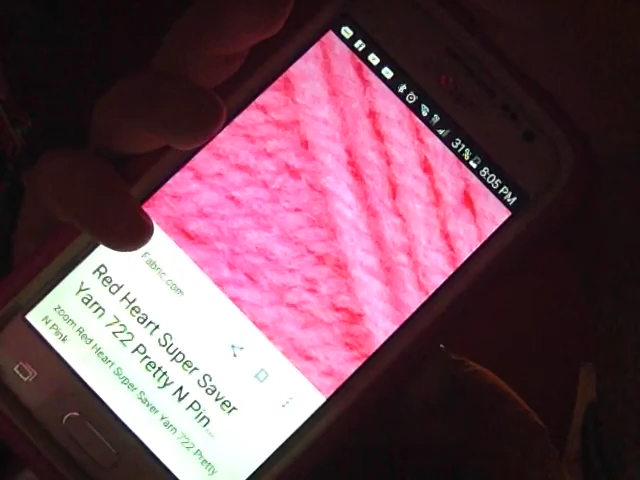 31% 8:05 PM
Fabric.com
Red Heart Super Saver
Yarn 722 Pretty N Pin...
zoom Red Heart Super Saver Yarn 722 Pretty
N Pink